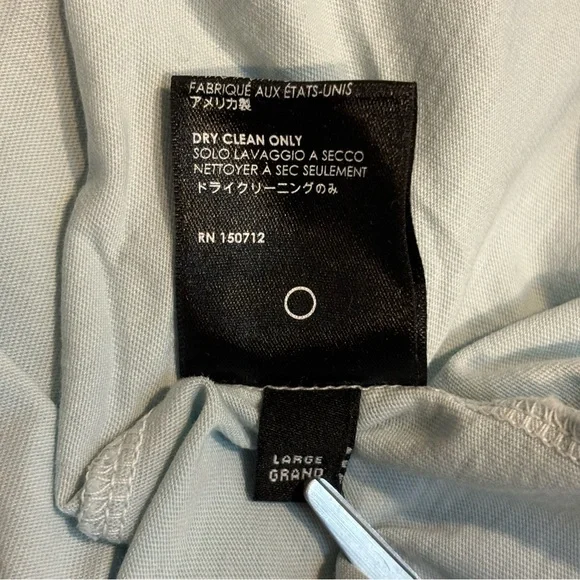 FABRIQUÉ AUX ÉTATS-UNIS
アメリカ製
DRY CLEAN ONLY
SOLO LAVAGGIO A SECCO
NETTOYER À SEC SEULEMENT
ドライクリーニングのみ
RN 150712
LARGE
GRAND